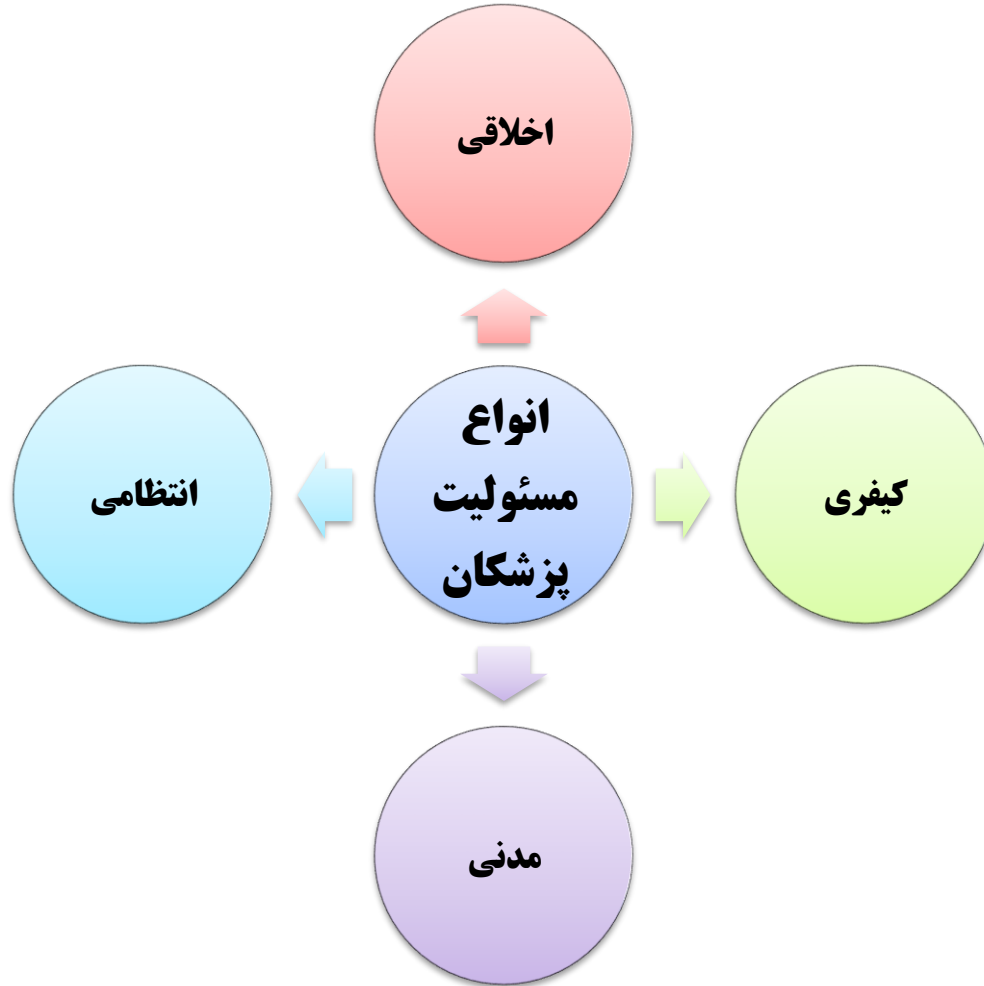 اخلاقی
انواع
مسئولیت
پزشکان
کیفری
انتظامی
مدنی